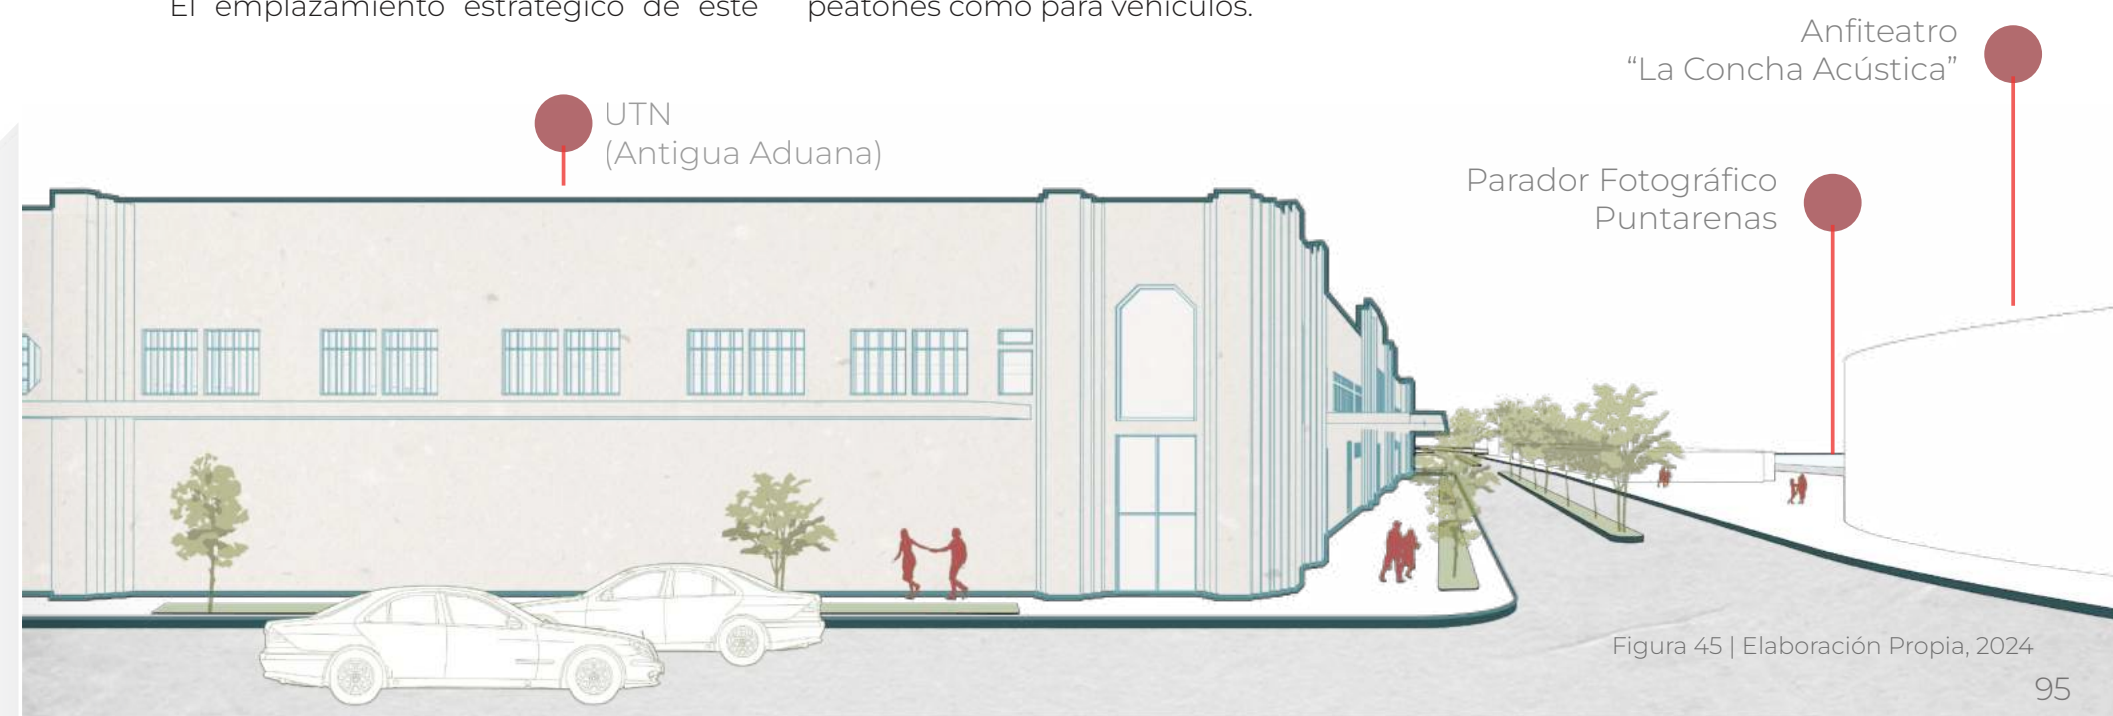 El emplazamiento estratégico de este
peatones como para vehículos.
Anfiteatro
“La Concha Acústica”
UTN
(Antigua Aduana)
Parador Fotográfico
Puntarenas
Figura 45 | Elaboración Propia, 2024
95